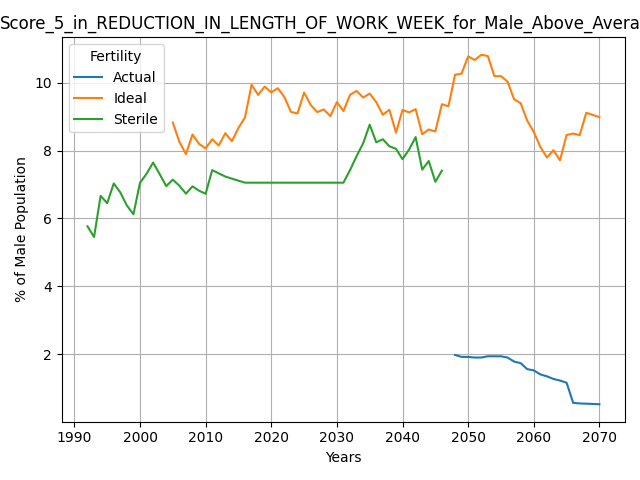 Score_5_in_REDUCTION_IN_LENGTH_OF_WORK_WEEK_for_Male_Above_Avera
Fertility
Actual
Ideal
Sterile
% of Male Population
10
8
6
4
2
1990 2000 2010 2020 2030 2040 2050 2060 2070
Years